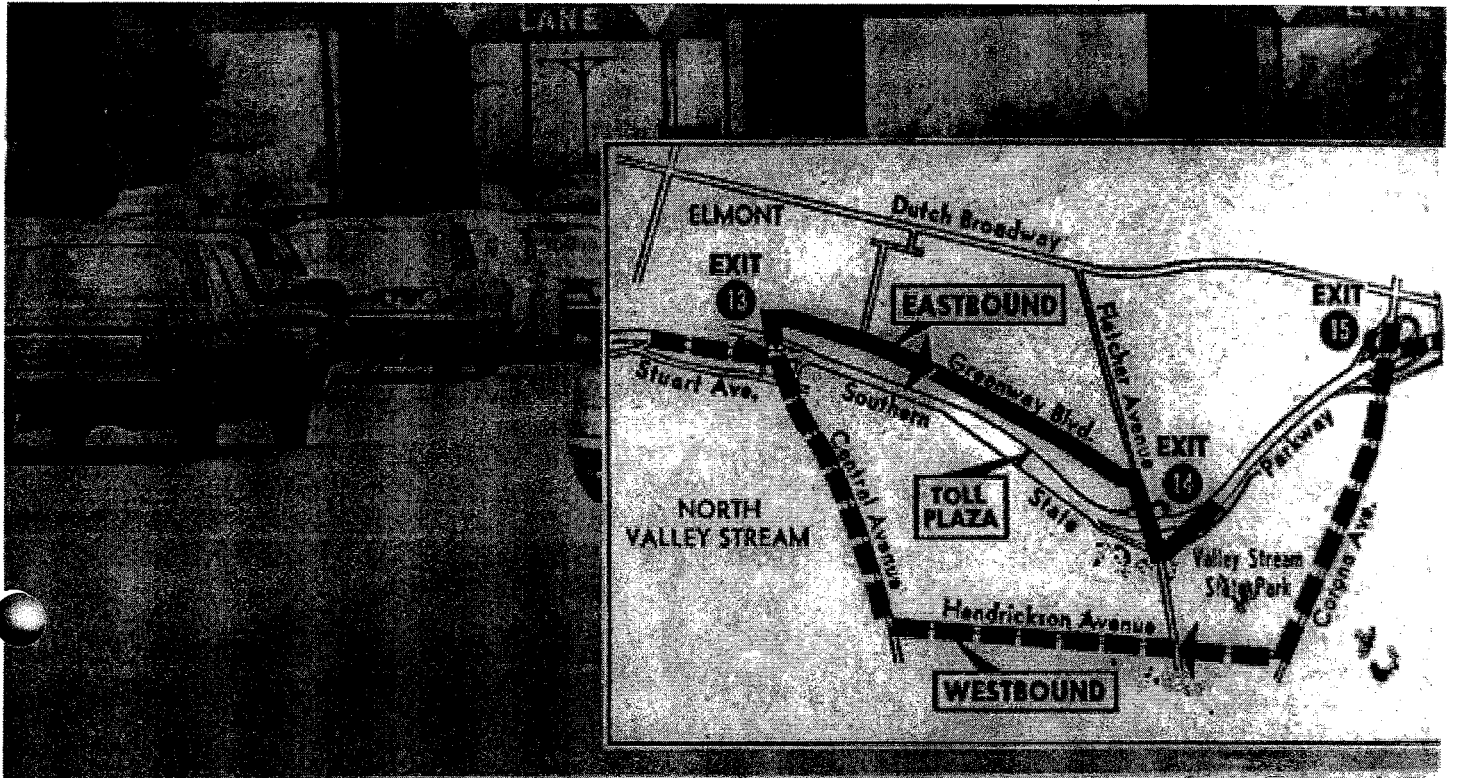 LANE
LANE
ELMONT
Dutch Broadway
EXIT
13
EASTBOUND
Fletcher Avenue
EXIT
15
Stuart Ave.
Southern
Greenway Blvd.
EXIT
14
Parkway
Central Avenue
TOLL
PLAZA
State
NORTH
VALLEY STREAM
Valley Stream
State Park
Corona Ave.
Hendrickson Avenue
WESTBOUND